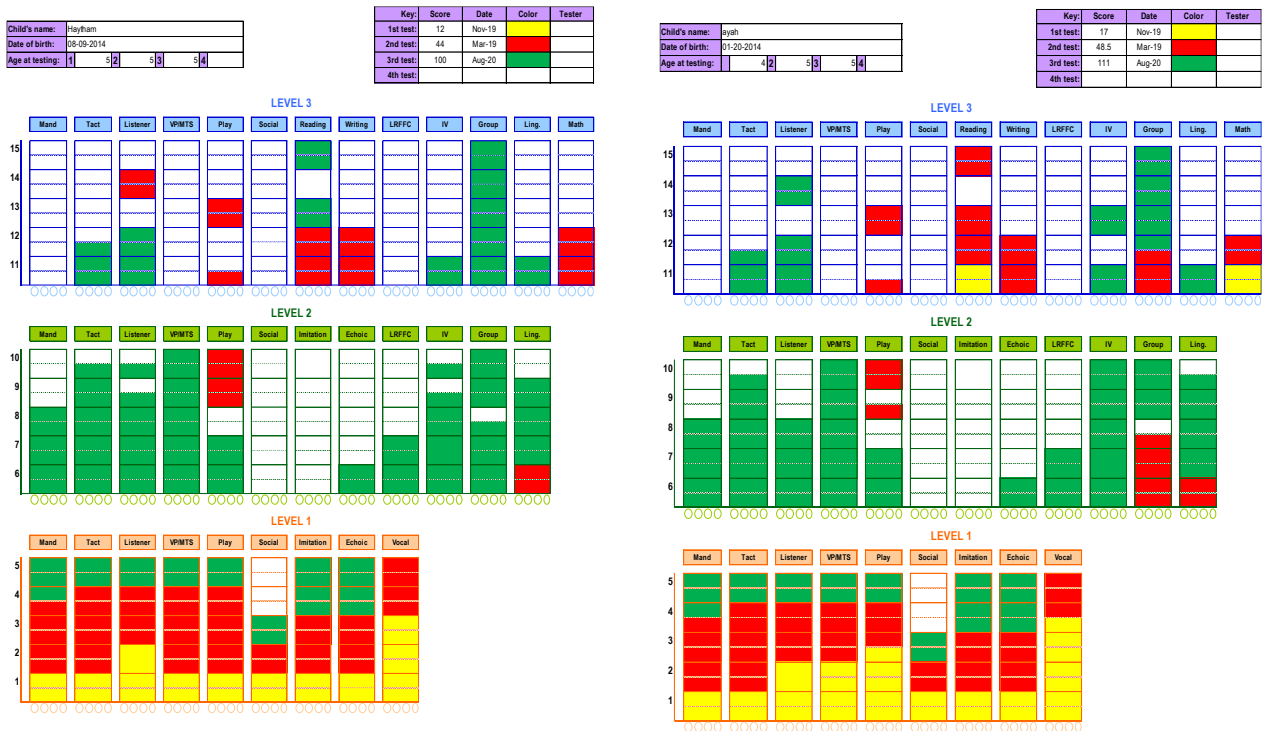 Key: Score Date Color Tester
Child's name: Haytham 1st test: 12 Nov-19
Date of birth: 08-09-2014 2nd test: 44 Mar-19
Age at testing: 1 5 2 5 3 5 4 3rd test: 100 Aug-20
4th test:
LEVEL 3
Mand Tact Listener VP/MTS Play Social Reading Writing LRFFC IV Group Ling. Math
15
14
13
12
11
LEVEL 2
Mand Tact Listener VP/MTS Play Social Imitation Echoic LRFFC IV Group Ling.
10
9
8
7
6
LEVEL 1
Mand Tact Listener VP/MTS Play Social Imitation Echoic Vocal
5
4
3
2
1
Key: Score Date Color Tester
Child's name: ayah 1st test: 17 Nov-19
Date of birth: 01-20-2014 2nd test: 48.5 Mar-19
Age at testing: 4 2 5 3 5 4 3rd test: 111 Aug-20
4th test:
LEVEL 3
Mand Tact Listener VP/MTS Play Social Reading Writing LRFFC IV Group Ling. Math
15
14
13
12
11
LEVEL 2
Mand Tact Listener VP/MTS Play Social Imitation Echoic LRFFC IV Group Ling.
10
9
8
7
6
LEVEL 1
Mand Tact Listener VP/MTS Play Social Imitation Echoic Vocal
5
4
3
2
1